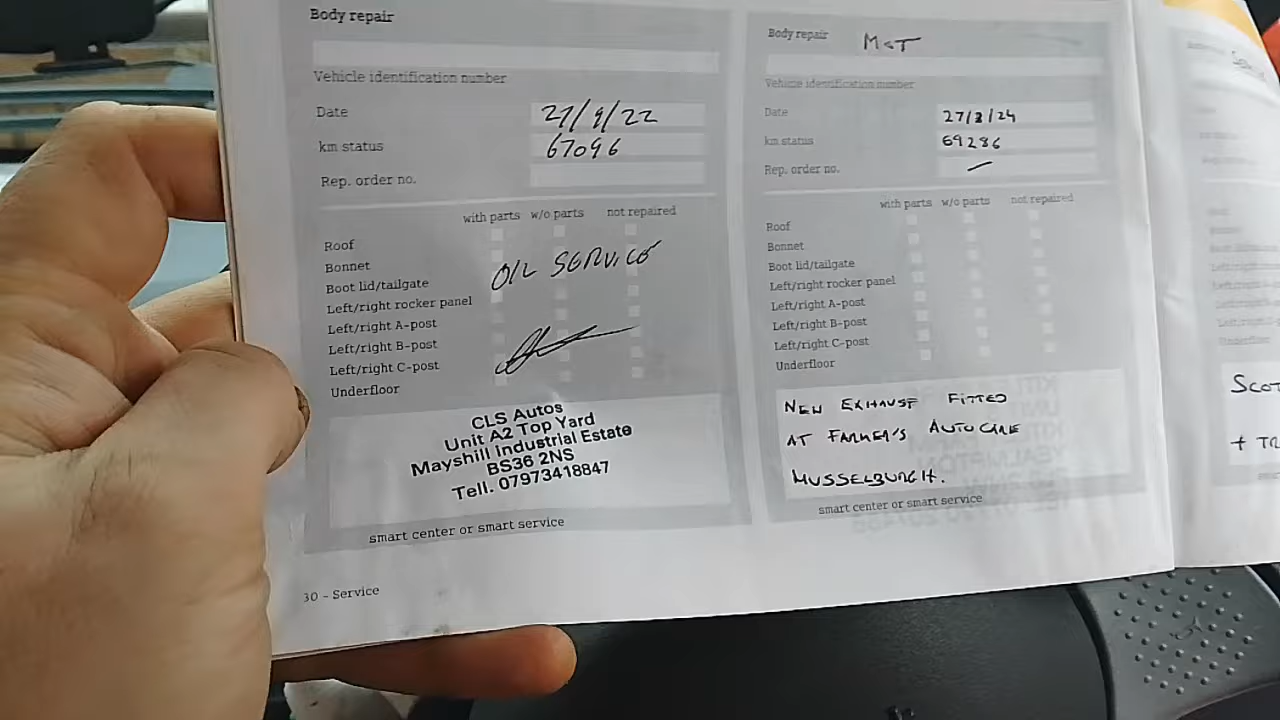 Body repair
Vehicle identification number
Date 27/9/22
km status 67096
Rep. order no.
with parts w/o parts not repaired
Roof
Bonnet
Boot lid/tailgate
Left/right rocker panel
Left/right A-post
Left/right B-post
Left/right C-post
Underfloor
OIL SERVICE
CLS Autos
Unit A2 Top Yard
Mayshill Industrial Estate
BS36 2NS
Tell. 07973418847
smart center or smart service
30 - Service
Body repair MOT
Vehicle identification number
Date 27/3/24
km status 69286
Rep. order no. —
with parts w/o parts not repaired
Roof
Bonnet
Boot lid/tailgate
Left/right rocker panel
Left/right A-post
Left/right B-post
Left/right C-post
Underfloor
NEW EXHAUST FITTED
AT FARMER'S AUTOCARE
MUSSELBURGH.
smart center or smart service
SCOT
+ TR